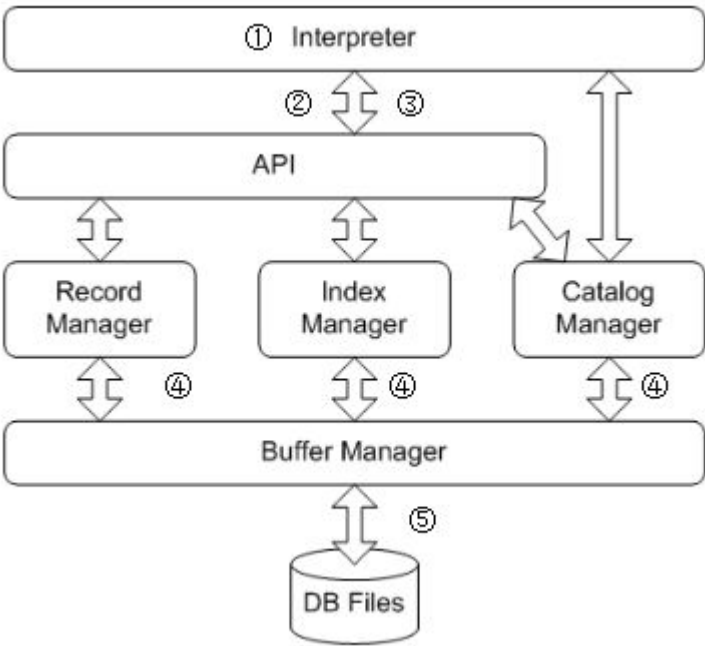 ① Interpreter
② ③
API
Record
Manager
Index
Manager
Catalog
Manager
④ ④ ④
Buffer Manager
⑤
DB Files